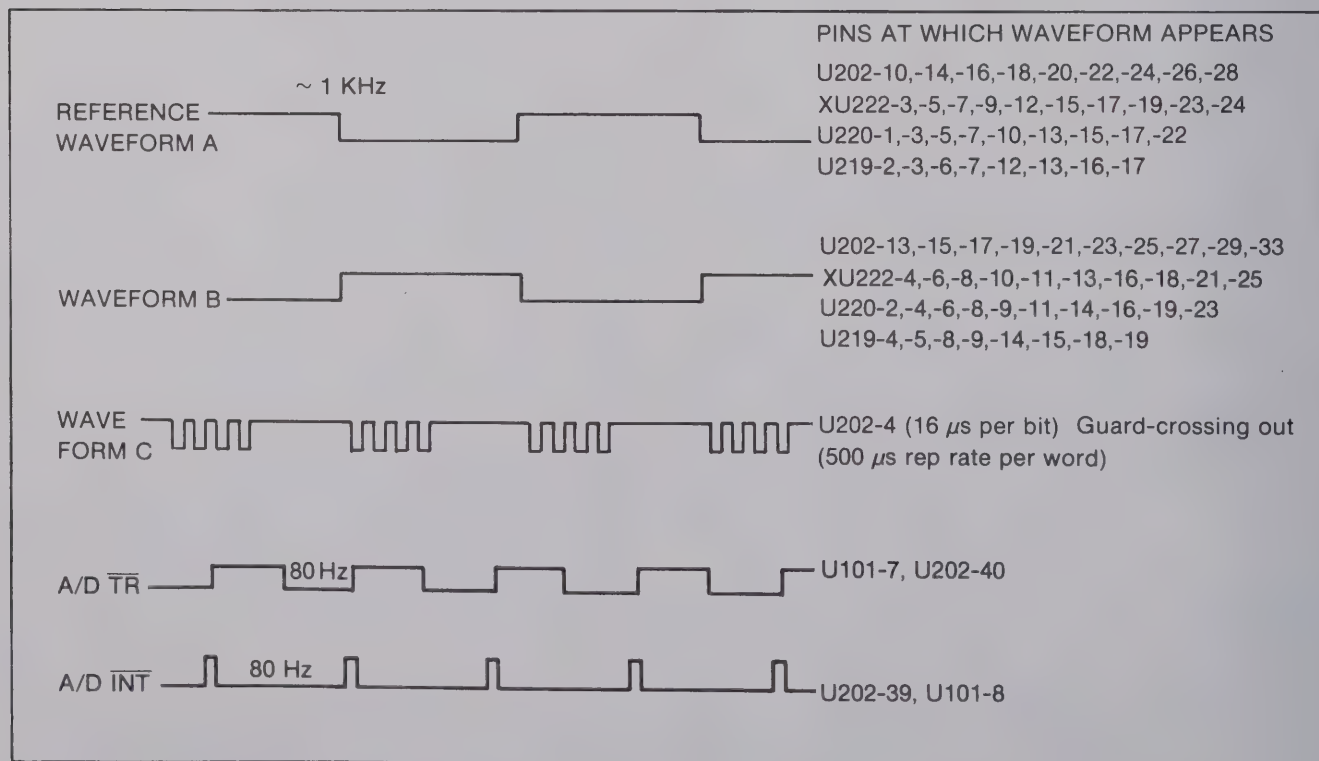 PINS AT WHICH WAVEFORM APPEARS
~ 1 KHz
REFERENCE
WAVEFORM A
U202-10,-14,-16,-18,-20,-22,-24,-26,-28
XU222-3,-5,-7,-9,-12,-15,-17,-19,-23,-24
U220-1,-3,-5,-7,-10,-13,-15,-17,-22
U219-2,-3,-6,-7,-12,-13,-16,-17
WAVEFORM B
U202-13,-15,-17,-19,-21,-23,-25,-27,-29,-33
XU222-4,-6,-8,-10,-11,-13,-16,-18,-21,-25
U220-2,-4,-6,-8,-9,-11,-14,-16,-19,-23
U219-4,-5,-8,-9,-14,-15,-18,-19
WAVE
FORM C
U202-4 (16 μs per bit) Guard-crossing out
(500 μs rep rate per word)
A/D T̅R̅
80 Hz
U101-7, U202-40
A/D I̅N̅T̅
80 Hz
U202-39, U101-8